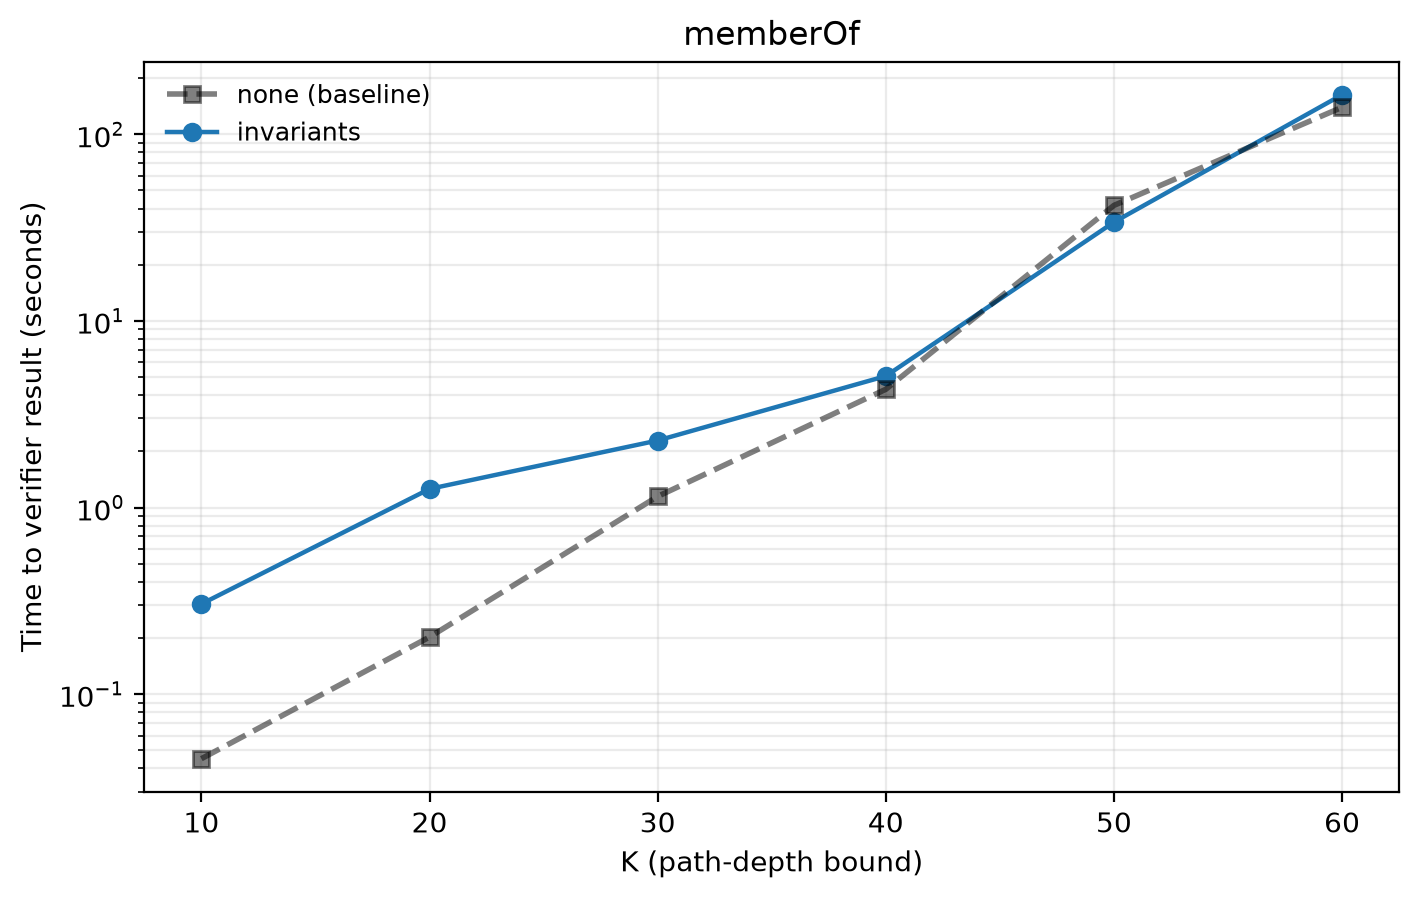 memberOf
none (baseline)
invariants
Time to verifier result (seconds)
10²
10¹
10⁰
10⁻¹
10 20 30 40 50 60
K (path-depth bound)